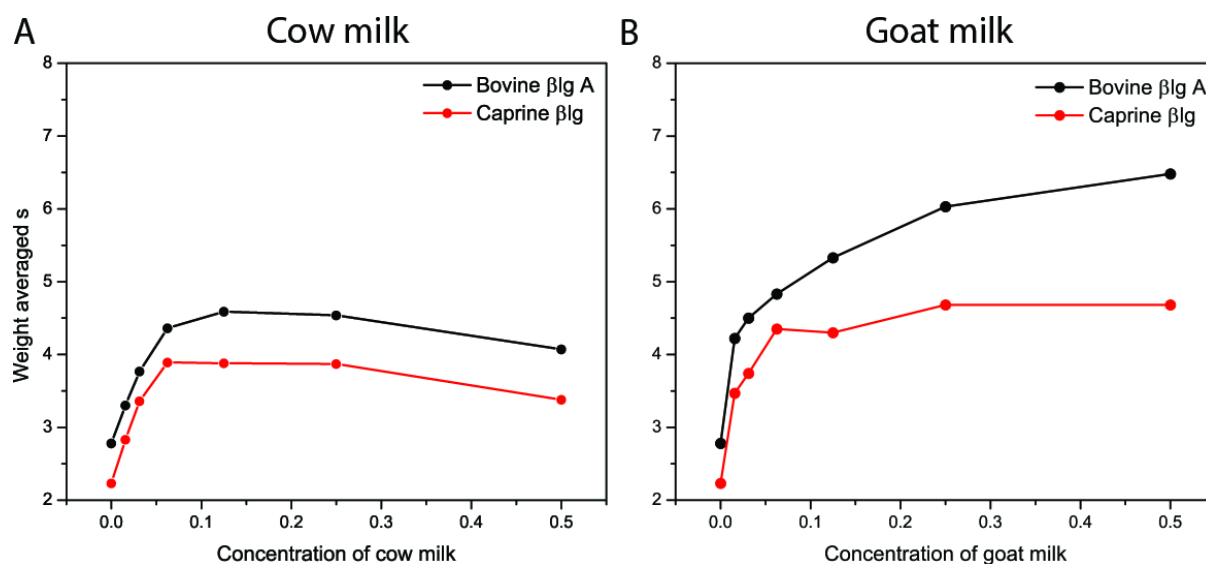 A
Cow milk
8
7
6
5
4
3
2
Weight averaged s
Bovine βlg A
Caprine βlg
0.0
0.1
0.2
0.3
0.4
0.5
Concentration of cow milk
B
Goat milk
8
7
6
5
4
3
2
Bovine βlg A
Caprine βlg
0.0
0.1
0.2
0.3
0.4
0.5
Concentration of goat milk